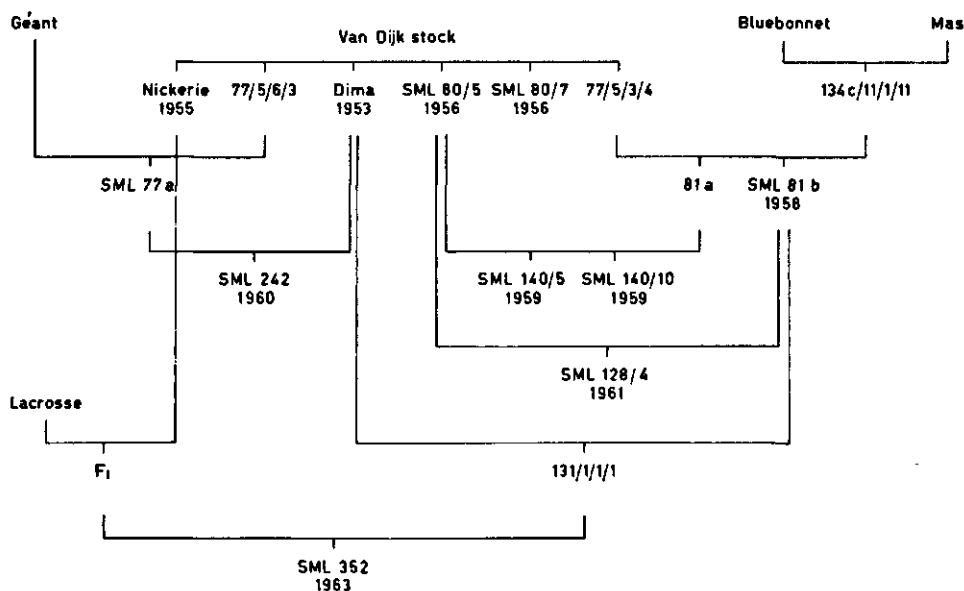 Géant
Bluebonnet Mas
Van Dijk stock
Nickerie 77/5/6/3 Dima SML 80/5 SML 80/7 77/5/3/4 134c/11/1/11
1955 1953 1956 1956
SML 77a 81a SML 81b
1958
SML 242 SML 140/5 SML 140/10
1960 1959 1959
SML 128/4
1961
Lacrosse
F1 131/1/1/1
SML 352
1963